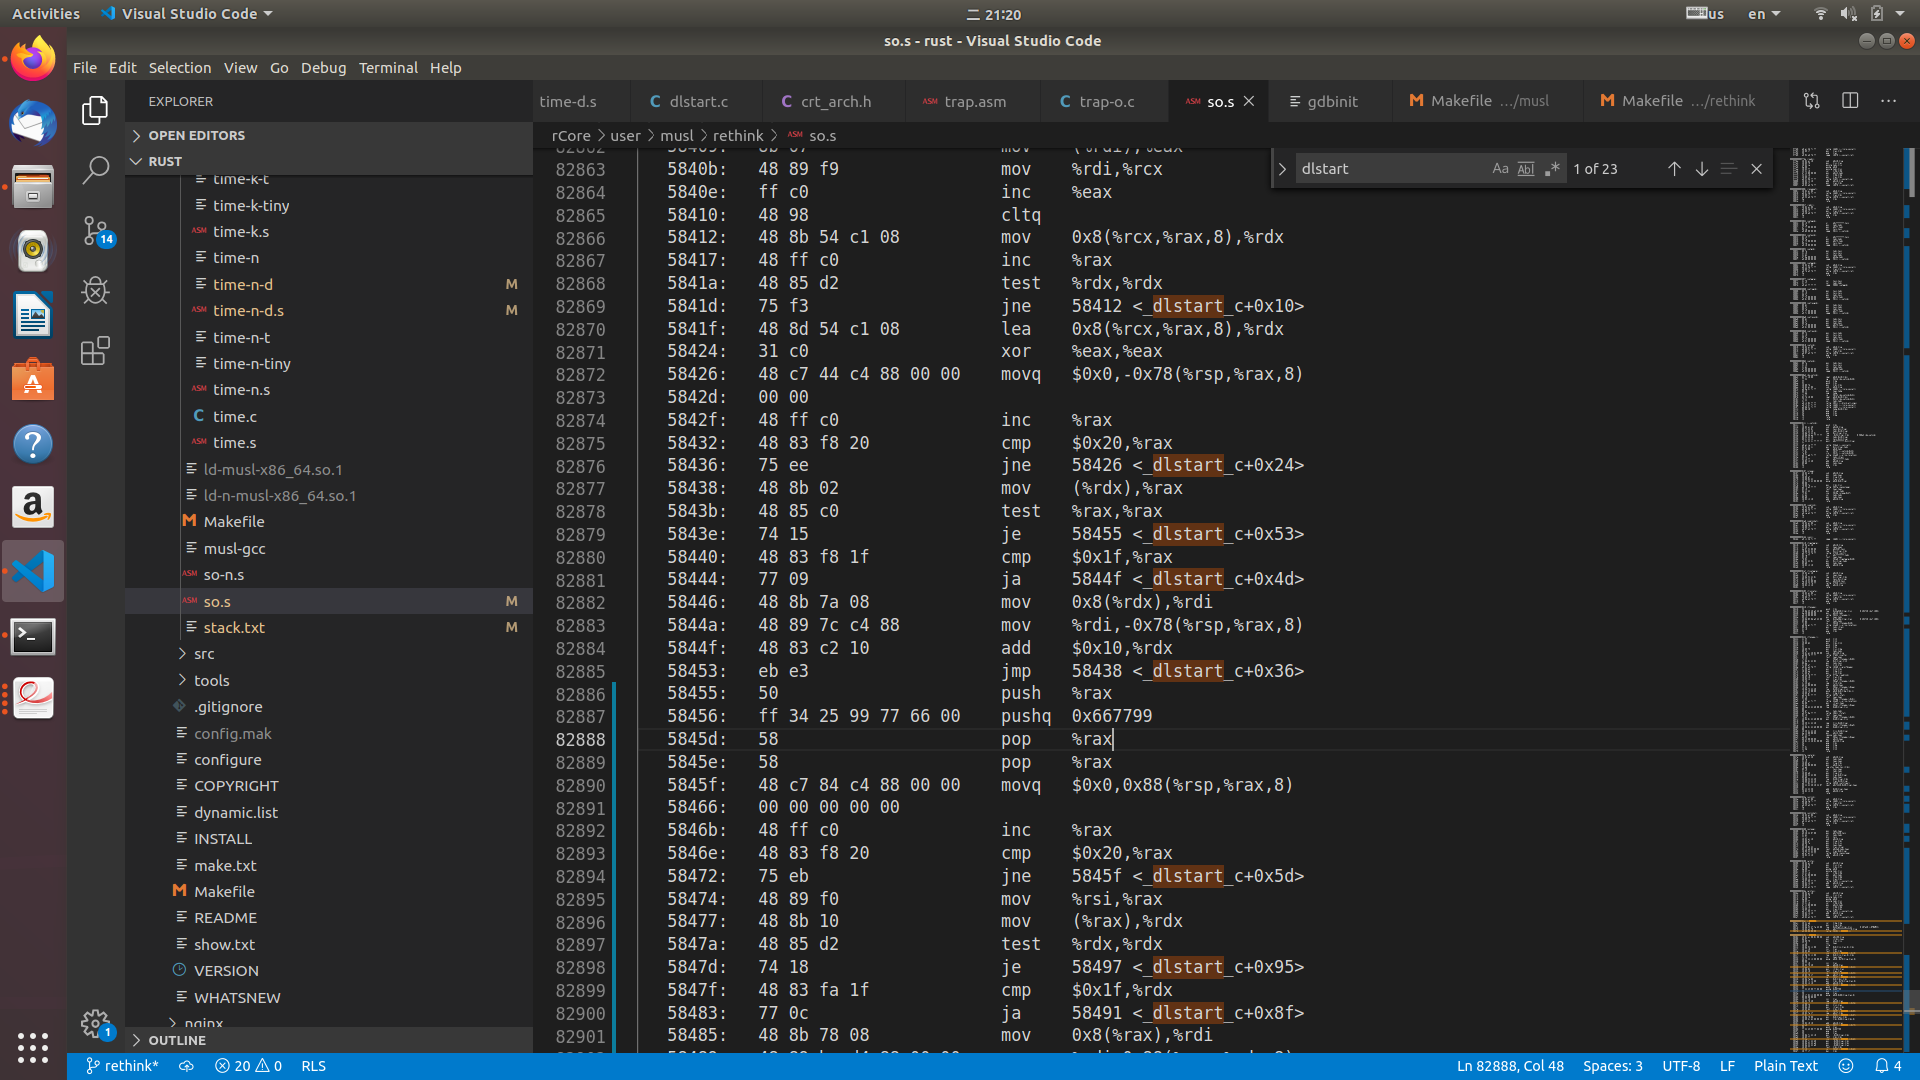 Activities
Visual Studio Code
二 21∶20
us
en
so.s - rust - Visual Studio Code
File Edit Selection View Go Debug Terminal Help
EXPLORER
OPEN EDITORS
RUST
time-k-t
time-k-tiny
ASM time-k.s
time-n
time-n-d M
ASM time-n-d.s M
time-n-t
time-n-tiny
ASM time-n.s
C time.c
ASM time.s
ld-musl-x86_64.so.1
ld-n-musl-x86_64.so.1
M Makefile
musl-gcc
ASM so-n.s
ASM so.s M
stack.txt M
src
tools
.gitignore
config.mak
configure
COPYRIGHT
dynamic.list
INSTALL
make.txt
M Makefile
README
show.txt
VERSION
WHATSNEW
nginx
OUTLINE
14
1
time-d.s
C dlstart.c
C crt_arch.h
ASM trap.asm
C trap-o.c
ASM so.s
gdbinit
M Makefile .../musl
M Makefile .../rethink
rCore > user > musl > rethink > ASM so.s
dlstart
Aa Abl .*
1 of 23
82863 5840b: 48 89 f9 mov %rdi,%rcx
82864 5840e: ff c0 inc %eax
82865 58410: 48 98 cltq
82866 58412: 48 8b 54 c1 08 mov 0x8(%rcx,%rax,8),%rdx
82867 58417: 48 ff c0 inc %rax
82868 5841a: 48 85 d2 test %rdx,%rdx
82869 5841d: 75 f3 jne 58412 <_dlstart_c+0x10>
82870 5841f: 48 8d 54 c1 08 lea 0x8(%rcx,%rax,8),%rdx
82871 58424: 31 c0 xor %eax,%eax
82872 58426: 48 c7 44 c4 88 00 00 movq $0x0,-0x78(%rsp,%rax,8)
82873 5842d: 00 00
82874 5842f: 48 ff c0 inc %rax
82875 58432: 48 83 f8 20 cmp $0x20,%rax
82876 58436: 75 ee jne 58426 <_dlstart_c+0x24>
82877 58438: 48 8b 02 mov (%rdx),%rax
82878 5843b: 48 85 c0 test %rax,%rax
82879 5843e: 74 15 je 58455 <_dlstart_c+0x53>
82880 58440: 48 83 f8 1f cmp $0x1f,%rax
82881 58444: 77 09 ja 5844f <_dlstart_c+0x4d>
82882 58446: 48 8b 7a 08 mov 0x8(%rdx),%rdi
82883 5844a: 48 89 7c c4 88 mov %rdi,-0x78(%rsp,%rax,8)
82884 5844f: 48 83 c2 10 add $0x10,%rdx
82885 58453: eb e3 jmp 58438 <_dlstart_c+0x36>
82886 58455: 50 push %rax
82887 58456: ff 34 25 99 77 66 00 pushq 0x667799
82888 5845d: 58 pop %rax
82889 5845e: 58 pop %rax
82890 5845f: 48 c7 84 c4 88 00 00 movq $0x0,0x88(%rsp,%rax,8)
82891 58466: 00 00 00 00 00
82892 5846b: 48 ff c0 inc %rax
82893 5846e: 48 83 f8 20 cmp $0x20,%rax
82894 58472: 75 eb jne 5845f <_dlstart_c+0x5d>
82895 58474: 48 89 f0 mov %rsi,%rax
82896 58477: 48 8b 10 mov (%rax),%rdx
82897 5847a: 48 85 d2 test %rdx,%rdx
82898 5847d: 74 18 je 58497 <_dlstart_c+0x95>
82899 5847f: 48 83 fa 1f cmp $0x1f,%rdx
82900 58483: 77 0c ja 58491 <_dlstart_c+0x8f>
82901 58485: 48 8b 78 08 mov 0x8(%rax),%rdi
rethink*
20 0
RLS
Ln 82888, Col 48
Spaces: 3
UTF-8
LF
Plain Text
4